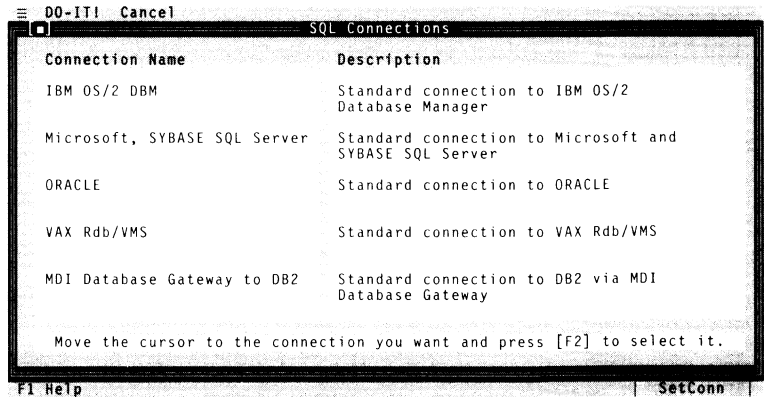 ≡ DO-IT! Cancel
SQL Connections
Connection Name Description
IBM OS/2 DBM Standard connection to IBM OS/2
Database Manager
Microsoft, SYBASE SQL Server Standard connection to Microsoft and
SYBASE SQL Server
ORACLE Standard connection to ORACLE
VAX Rdb/VMS Standard connection to VAX Rdb/VMS
MDI Database Gateway to DB2 Standard connection to DB2 via MDI
Database Gateway
Move the cursor to the connection you want and press [F2] to select it.
F1 Help SetConn